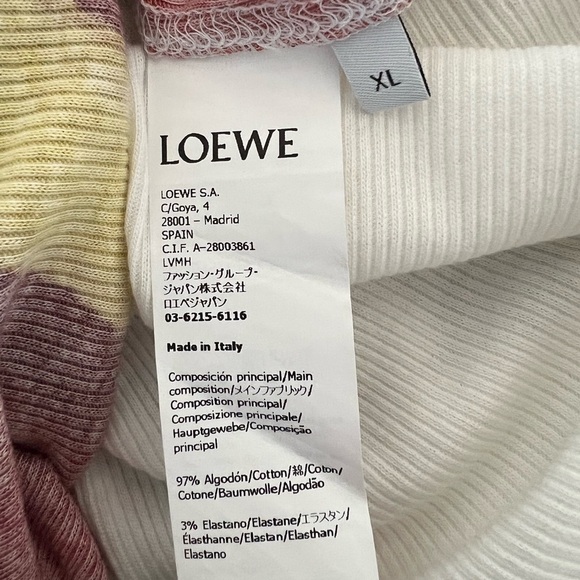 XL
LOEWE
LOEWE S.A.
C/Goya, 4
28001 – Madrid
SPAIN
C.I.F. A-28003861
LVMH
ファッション・グループ・
ジャパン株式会社
ロエベジャパン
03-6215-6116
Made in Italy
Composición principal/Main
composition/メインファブリック/
Composition principal/
Composizione principale/
Hauptgewebe/Composição
principal
97% Algodón/Cotton/綿/Coton/
Cotone/Baumwolle/Algodão
3% Elastano/Elastane/エラスタン/
Élasthanne/Elastan/Elasthan/
Elastano